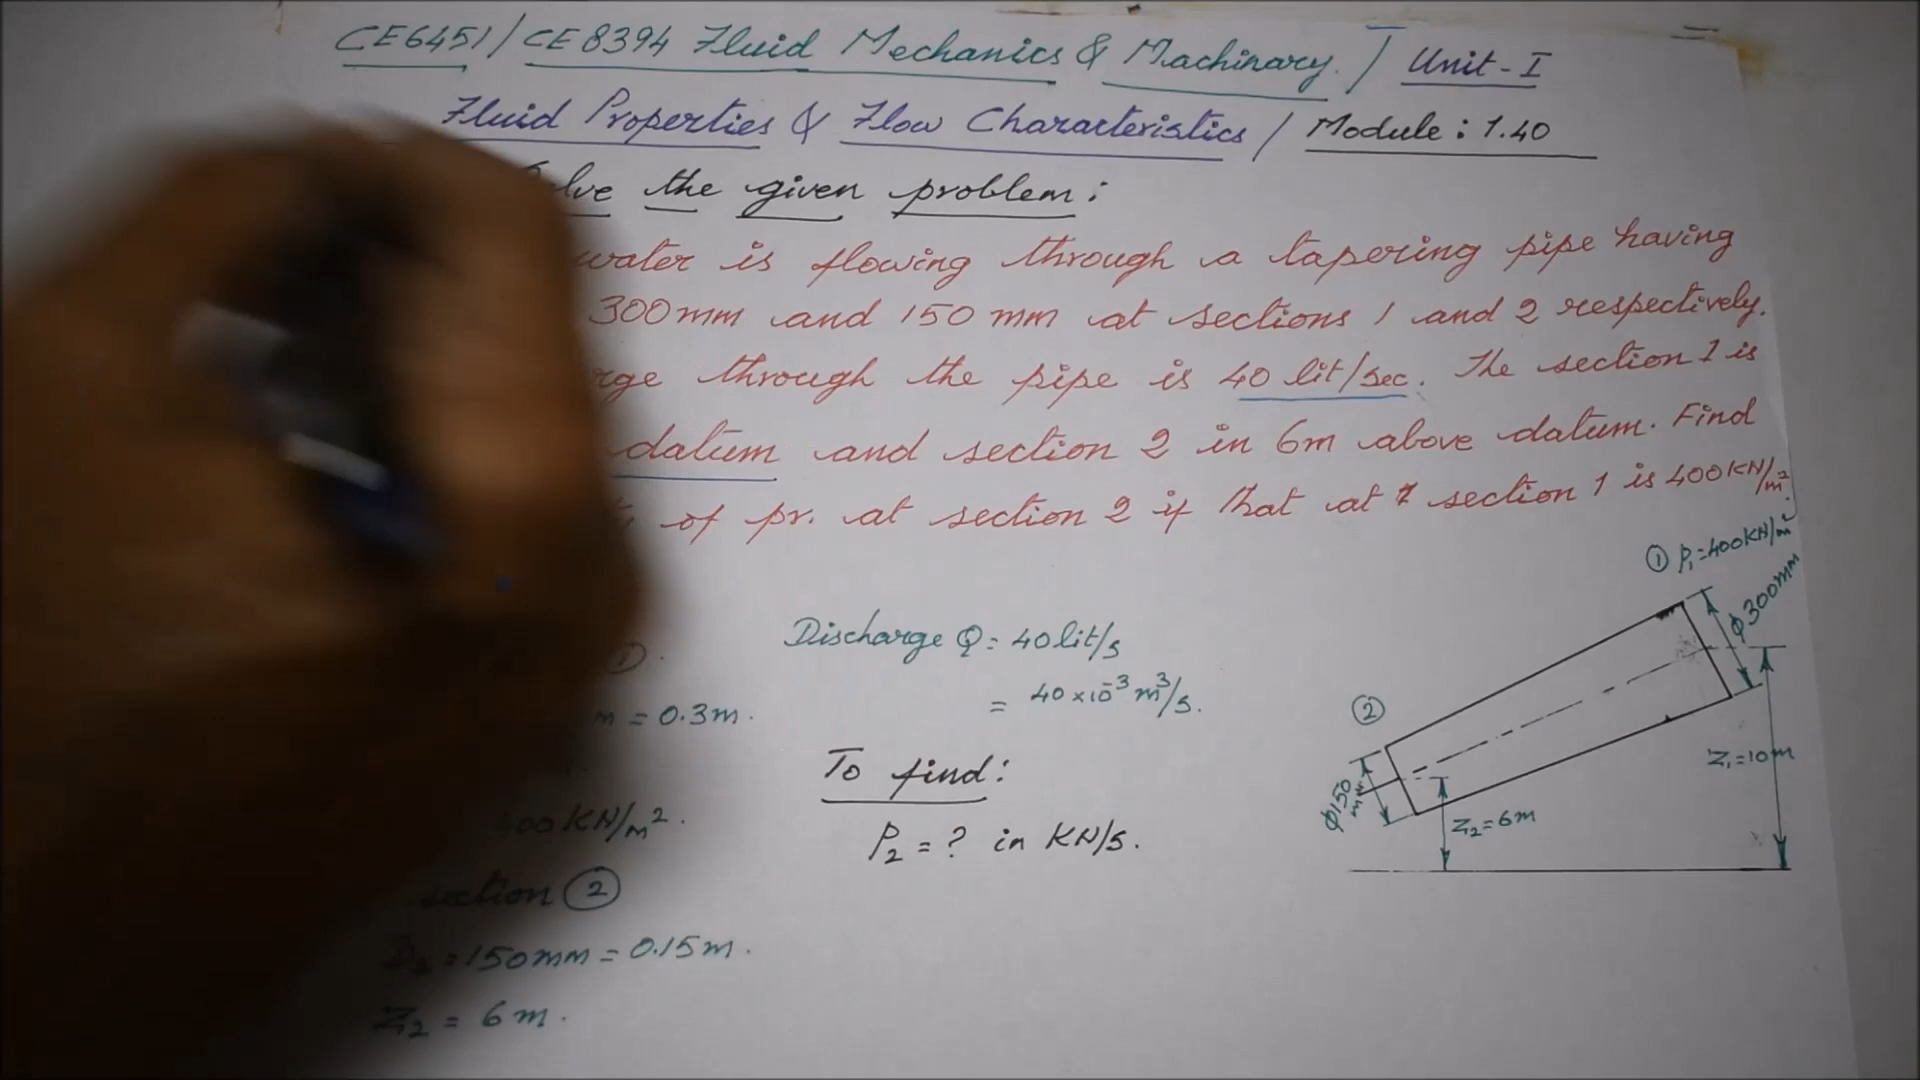 CE6451/CE8394 Fluid Mechanics & Machinary. / Unit-I
Fluid Properties & Flow Characteristics / Module: 1.40
the given problem:
water is flowing through a tapering pipe having
300mm and 150 mm at sections 1 and 2 respectively.
through the pipe is 40 lit/sec. The section 1 is
datum and section 2 in 6m above datum. Find
of pr. at section 2 if that at section 1 is 400KN/m²
① P₁=400KN/m²
φ300mm
①.
Discharge Q = 40lit/s
m = 0.3m.
= 40×10⁻³ m³/s.
②
Z₁=10m
To find:
φ150mm
Z₂=6m
400KN/m².
P₂ = ? in KN/s.
section ②
D₂ = 150mm = 0.15m.
Z₂ = 6m.